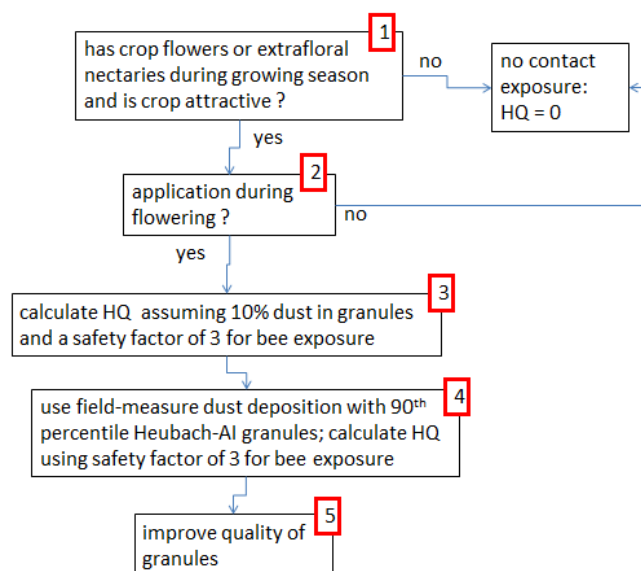 1
has crop flowers or extrafloral
nectaries during growing season
and is crop attractive ?
no
no contact
exposure:
HQ = 0
yes
2
application during
flowering ?
no
yes
3
calculate HQ  assuming 10% dust in granules
and a safety factor of 3 for bee exposure
4
use field-measure dust deposition with 90th
percentile Heubach-AI granules; calculate HQ
using safety factor of 3 for bee exposure
5
improve quality of
granules